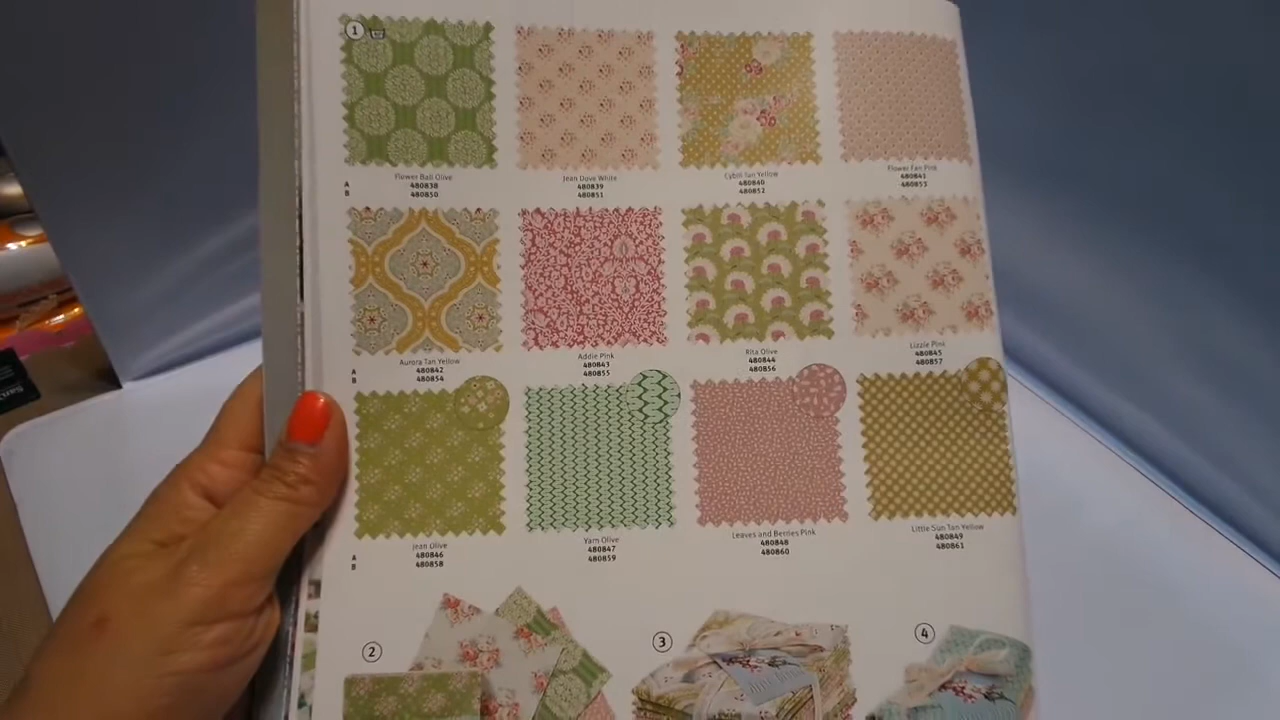 1
Flower Ball Olive
480838
480850
Jean Dove White
480839
480851
Cybill Tan Yellow
480840
480852
Flower Fan Pink
480841
480853
A
B
Aurora Tan Yellow
480842
480854
Addie Pink
480843
480855
Rita Olive
480844
480856
Lizzie Pink
480845
480857
A
B
Jean Olive
480846
480858
Yarn Olive
480847
480859
Leaves and Berries Pink
480848
480860
Little Sun Tan Yellow
480849
480861
A
B
2
3
4